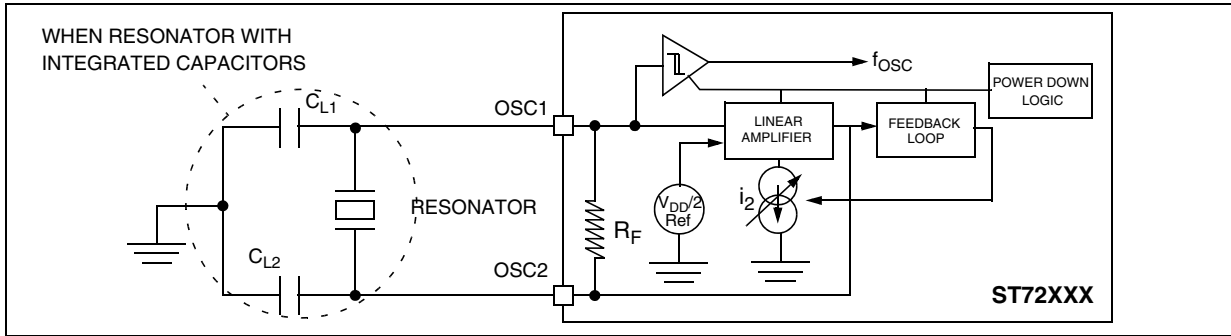 WHEN RESONATOR WITH
INTEGRATED CAPACITORS
CL1
OSC1
fOSC
POWER DOWN
LOGIC
LINEAR
AMPLIFIER
FEEDBACK
LOOP
RESONATOR
RF
VDD/2
Ref
i2
CL2
OSC2
ST72XXX